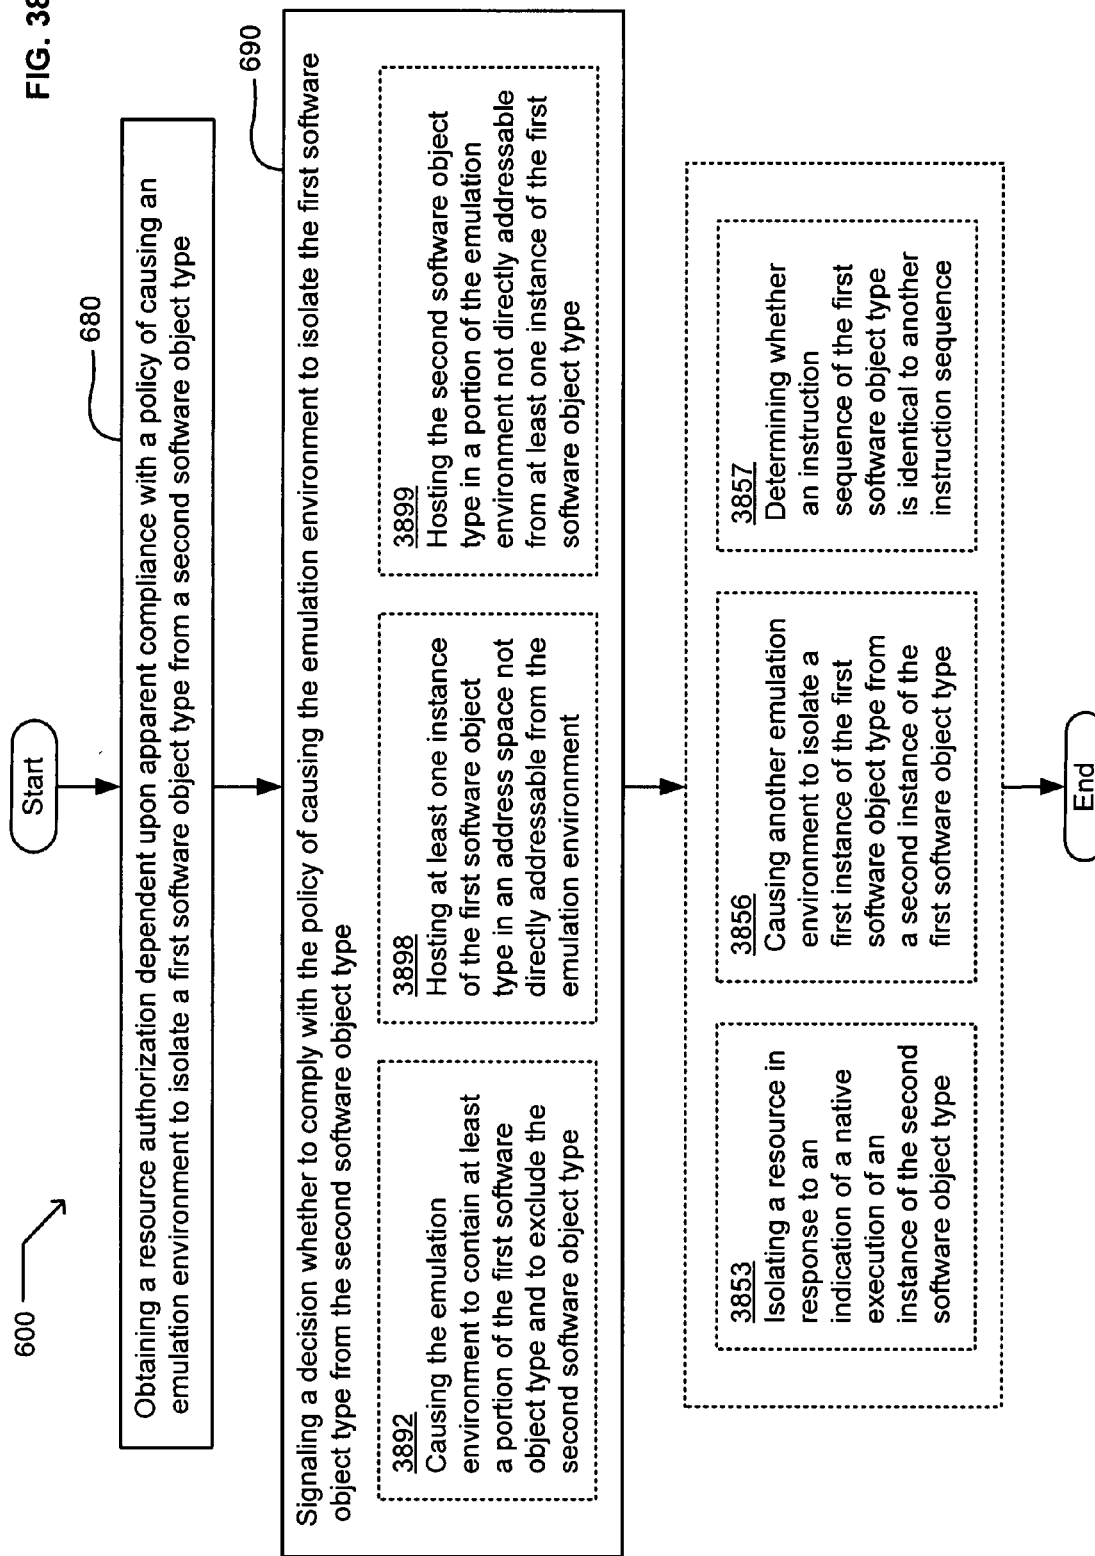 FIG. 38
600
Start
680
Obtaining a resource authorization dependent upon apparent compliance with a policy of causing an
emulation environment to isolate a first software object type from a second software object type
690
Signaling a decision whether to comply with the policy of causing the emulation environment to isolate the first software
object type from the second software object type
3892
Causing the emulation
environment to contain at least
a portion of the first software
object type and to exclude the
second software object type
3898
Hosting at least one instance
of the first software object
type in an address space not
directly addressable from the
emulation environment
3899
Hosting the second software object
type in a portion of the emulation
environment not directly addressable
from at least one instance of the first
software object type
3853
Isolating a resource in
response to an
indication of a native
execution of an
instance of the second
software object type
3856
Causing another emulation
environment to isolate a
first instance of the first
software object type from
a second instance of the
first software object type
3857
Determining whether
an instruction
sequence of the first
software object type
is identical to another
instruction sequence
End